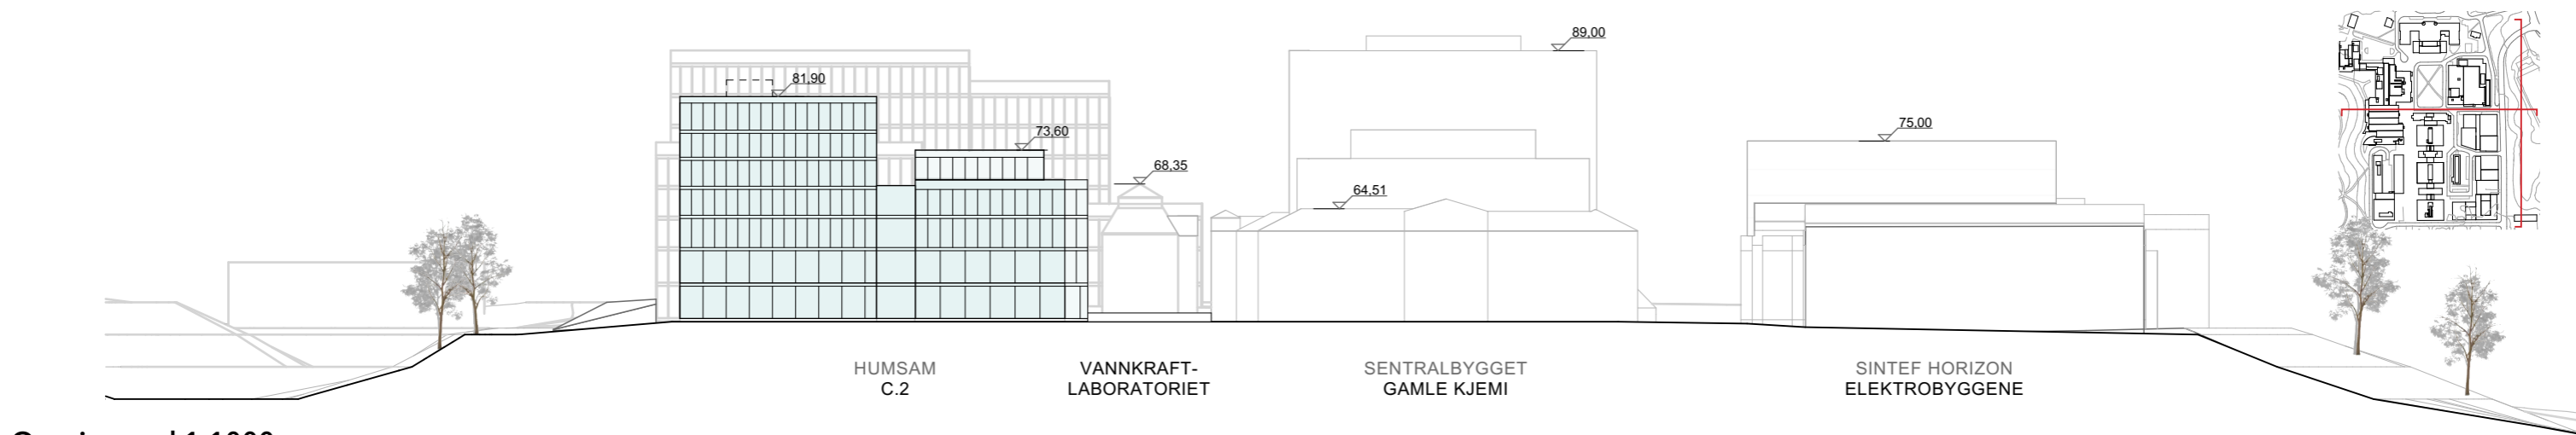 89,00
81,90
73,60
75,00
68,35
64,51
HUMSAM
C.2
VANNKRAFT-
LABORATORIET
SENTRALBYGGET
GAMLE KJEMI
SINTEF HORIZON
ELEKTROBYGGENE